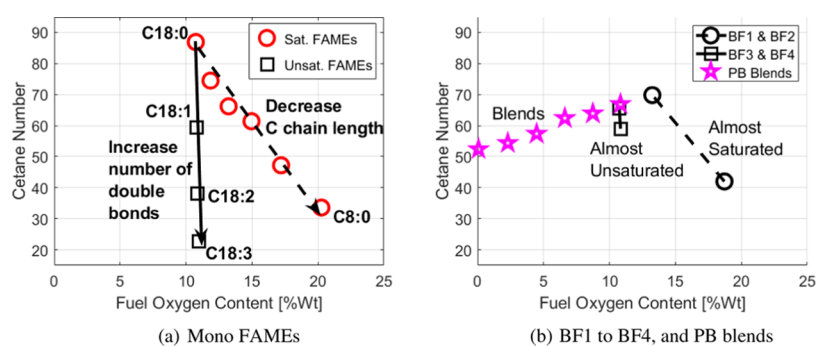 C18:0
Sat. FAMEs
Unsat. FAMEs
C18:1
Decrease
C chain length
Increase
number of
double
bonds
C18:2
C8:0
C18:3
Cetane Number
90
80
70
60
50
40
30
20
0
5
10
15
20
25
Fuel Oxygen Content [%Wt]
(a) Mono FAMEs
BF1 & BF2
BF3 & BF4
PB Blends
Blends
Almost
Saturated
Almost
Unsaturated
Cetane Number
90
80
70
60
50
40
30
20
0
5
10
15
20
25
Fuel Oxygen Content [%Wt]
(b) BF1 to BF4, and PB blends